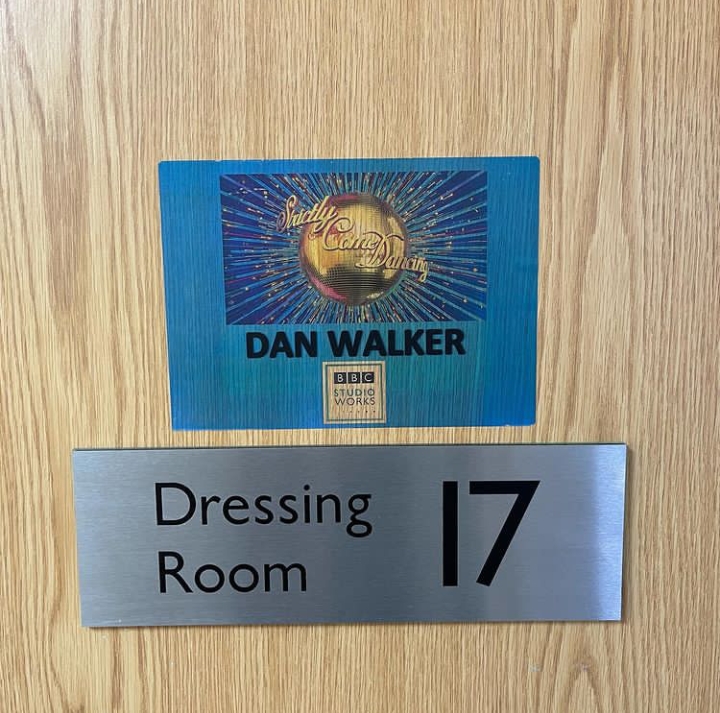 Strictly
Come
Dancing
DAN WALKER
BBC
STUDIO
WORKS
Dressing 17
Room